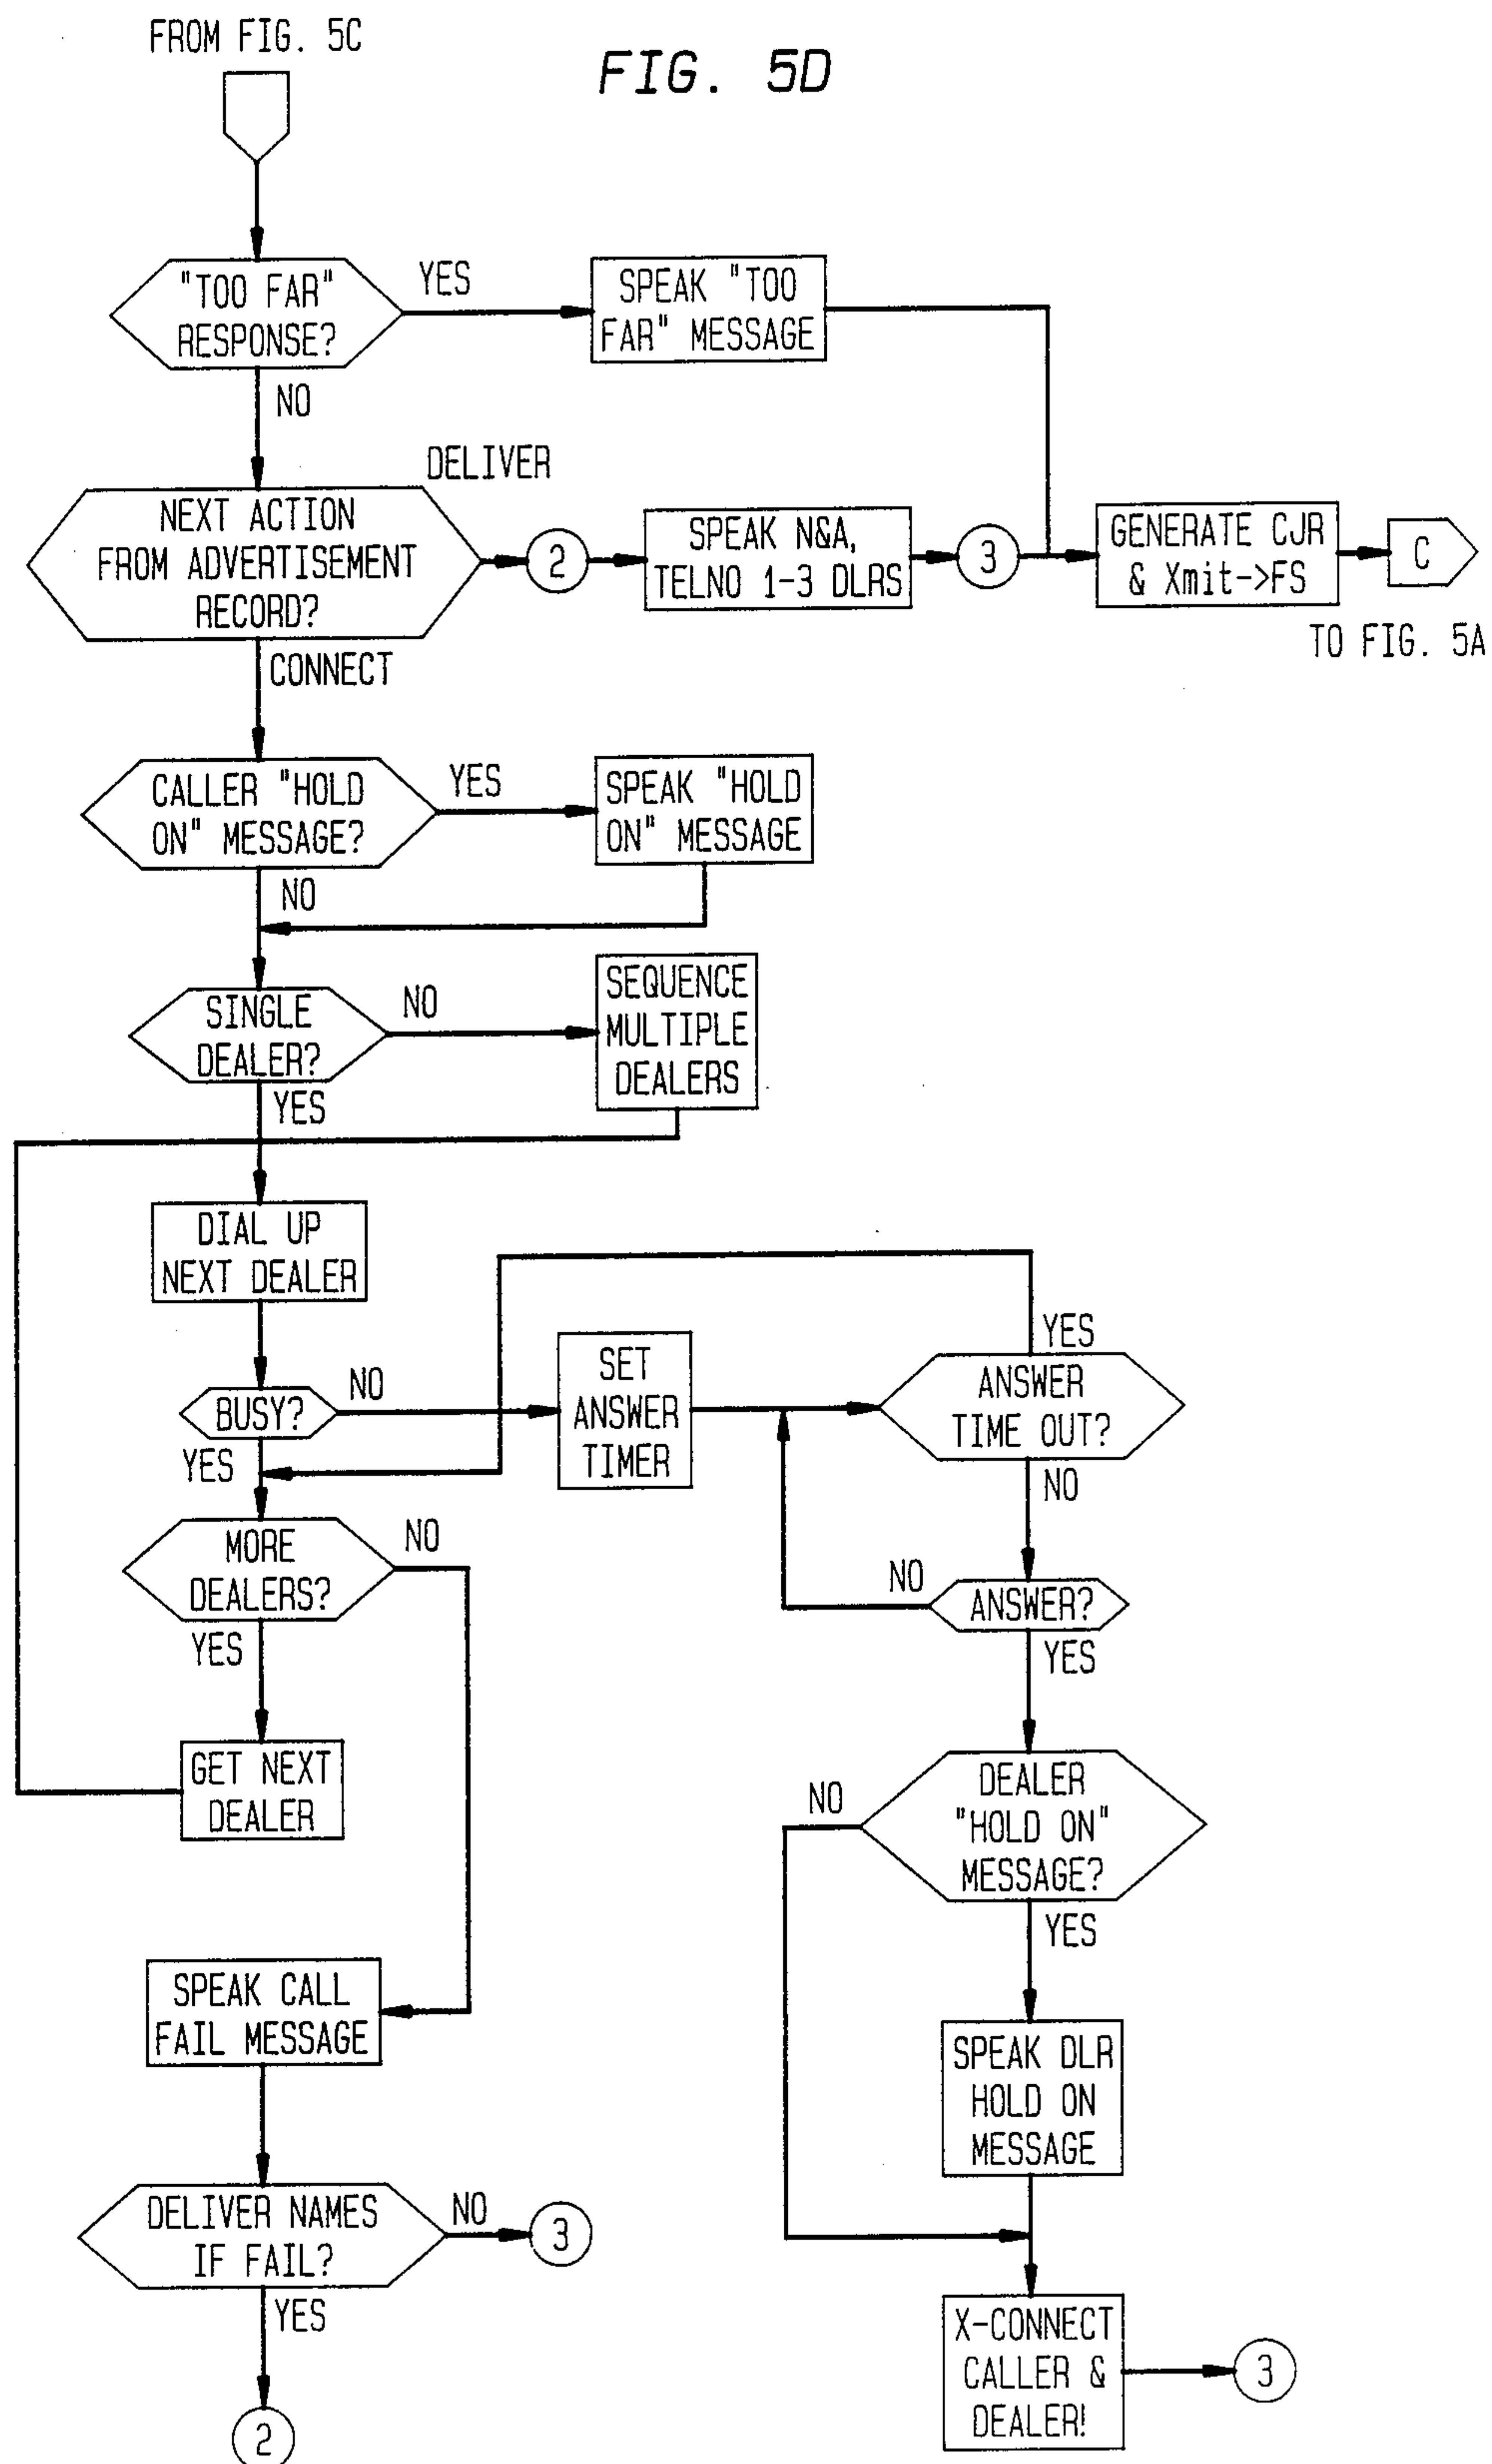 FROM FIG. 5C
FIG. 5D
"TOO FAR"
RESPONSE?
YES
SPEAK "TOO
FAR" MESSAGE
NO
NEXT ACTION
FROM ADVERTISEMENT
RECORD?
DELIVER
2
SPEAK N&A,
TELNO 1-3 DLRS
3
GENERATE CJR
& Xmit->FS
C
TO FIG. 5A
CONNECT
CALLER "HOLD
ON" MESSAGE?
YES
SPEAK "HOLD
ON" MESSAGE
NO
SINGLE
DEALER?
NO
SEQUENCE
MULTIPLE
DEALERS
YES
DIAL UP
NEXT DEALER
BUSY?
NO
SET
ANSWER
TIMER
YES
ANSWER
TIME OUT?
YES
NO
MORE
DEALERS?
NO
NO
ANSWER?
YES
YES
GET NEXT
DEALER
DEALER
"HOLD ON"
MESSAGE?
NO
YES
SPEAK CALL
FAIL MESSAGE
SPEAK DLR
HOLD ON
MESSAGE
DELIVER NAMES
IF FAIL?
NO
3
YES
2
X-CONNECT
CALLER &
DEALER!
3